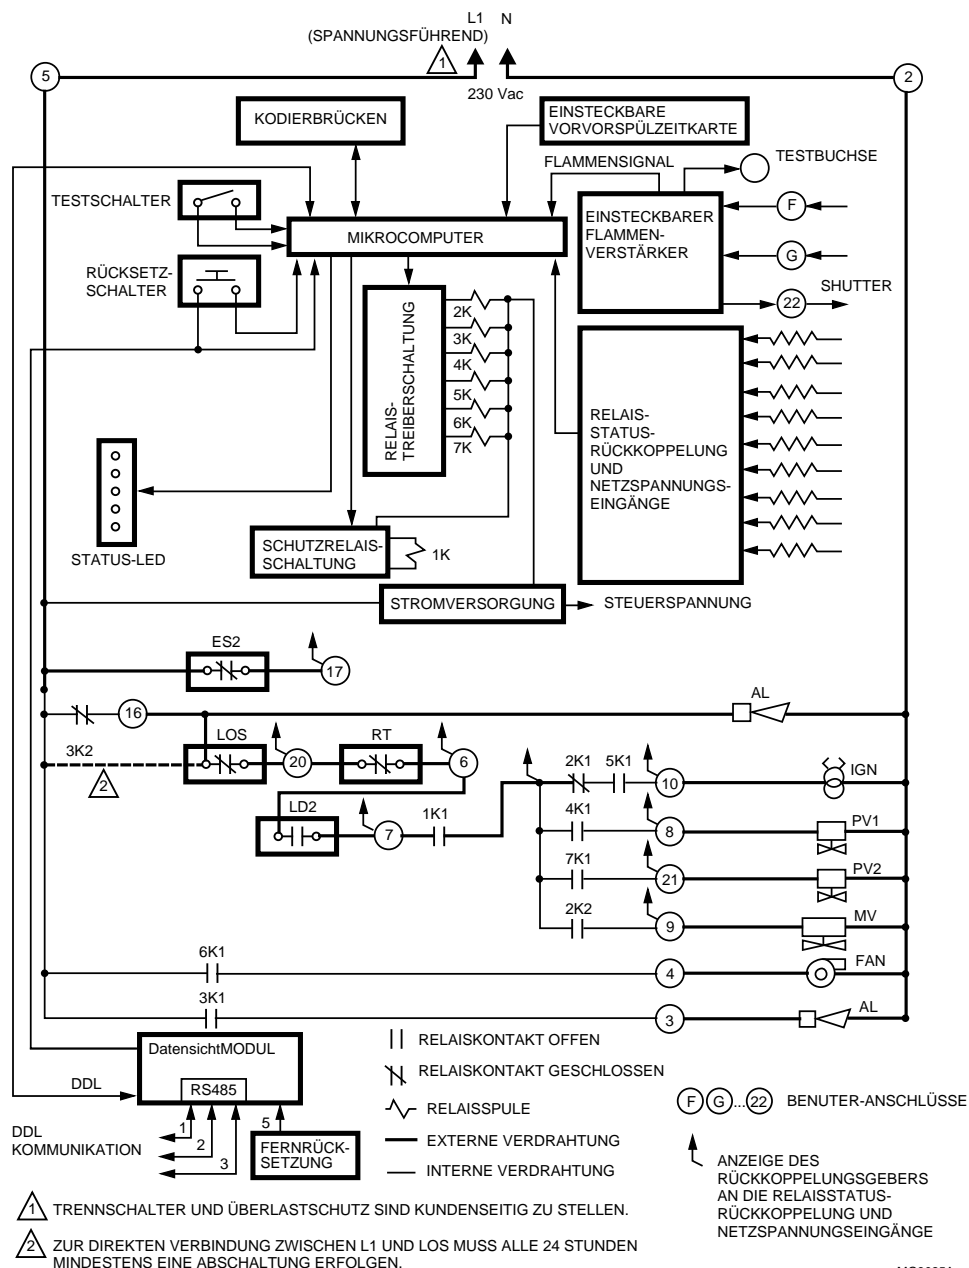 L1 N
(SPANNUNGSFÜHREND)
1
5
2
230 Vac
KODIERBRÜCKEN
EINSTECKBARE
VORVORSPÜLZEITKARTE
FLAMMENSIGNAL
TESTBUCHSE
TESTSCHALTER
EINSTECKBARER
FLAMMEN-
VERSTÄRKER
F
MIKROCOMPUTER
G
RÜCKSETZ-
SCHALTER
SHUTTER
22
RELAIS-
TREIBERSCHALTUNG
2K
3K
4K
5K
6K
7K
RELAIS-
STATUS-
RÜCKKOPPELUNG
UND
NETZSPANNUNGS-
EINGÄNGE
STATUS-LED
SCHUTZRELAIS-
SCHALTUNG
1K
STROMVERSORGUNG
STEUERSPANNUNG
ES2
17
16
AL
3K2
LOS
20
RT
6
2
2K1 5K1
10
IGN
LD2
7
1K1
4K1
8
PV1
7K1
21
PV2
2K2
9
MV
6K1
4
FAN
3K1
3
AL
DatensichtMODUL
RS485
DDL
1
2
3
5
DDL
KOMMUNIKATION
FERNRÜCK-
SETZUNG
RELAISKONTAKT OFFEN
RELAISKONTAKT GESCHLOSSEN
RELAISSPULE
EXTERNE VERDRAHTUNG
INTERNE VERDRAHTUNG
F G ... 22 BENUTER-ANSCHLÜSSE
ANZEIGE DES
RÜCKKOPPELUNGSGEBERS
AN DIE RELAISSTATUS-
RÜCKKOPPELUNG UND
NETZSPANNUNGSEINGÄNGE
1 TRENNSCHALTER UND ÜBERLASTSCHUTZ SIND KUNDENSEITIG ZU STELLEN.
2 ZUR DIREKTEN VERBINDUNG ZWISCHEN L1 UND LOS MUSS ALLE 24 STUNDEN
MINDESTENS EINE ABSCHALTUNG ERFOLGEN.